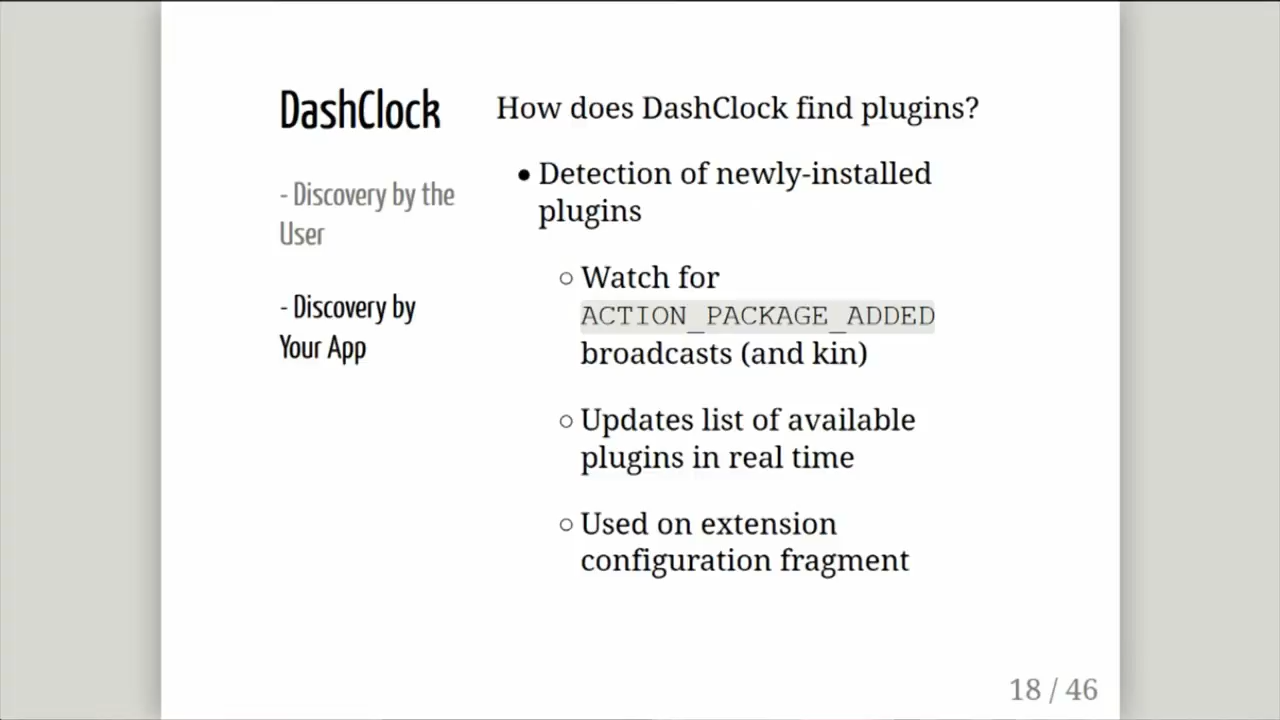 DashClock
- Discovery by the
User
- Discovery by
Your App
How does DashClock find plugins?
● Detection of newly-installed
plugins
○ Watch for
ACTION_PACKAGE_ADDED
broadcasts (and kin)
○ Updates list of available
plugins in real time
○ Used on extension
configuration fragment
18 / 46